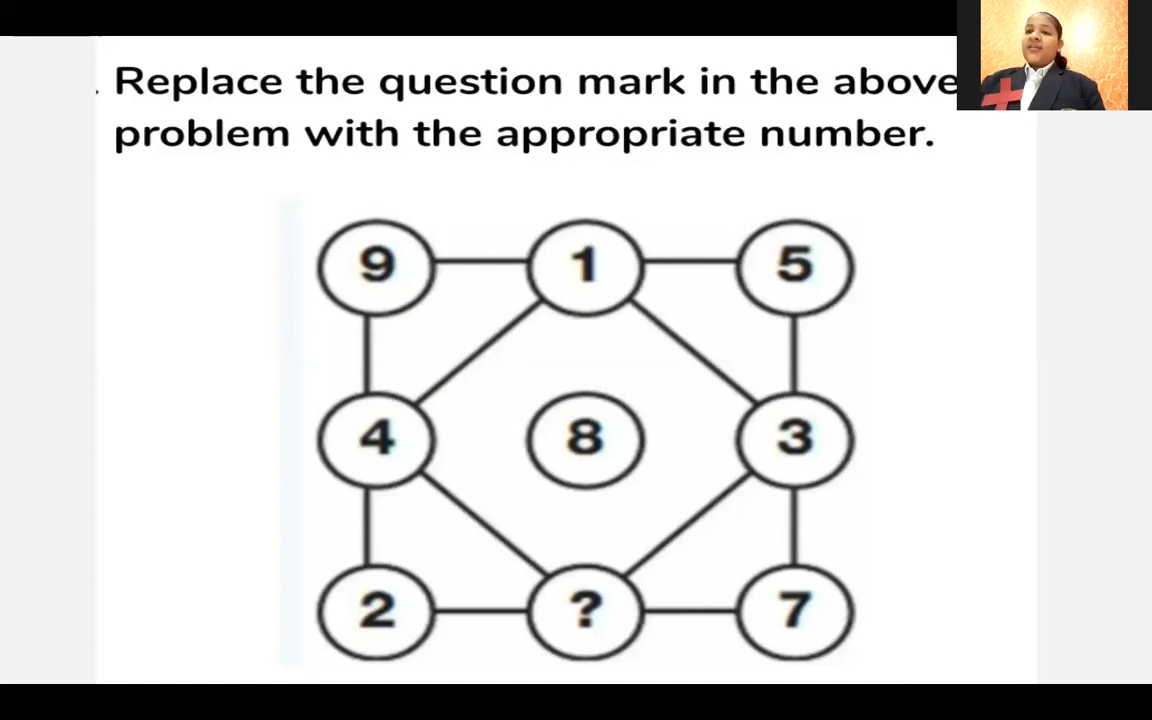 . Replace the question mark in the above
problem with the appropriate number.
9 1 5
4 8 3
2 ? 7